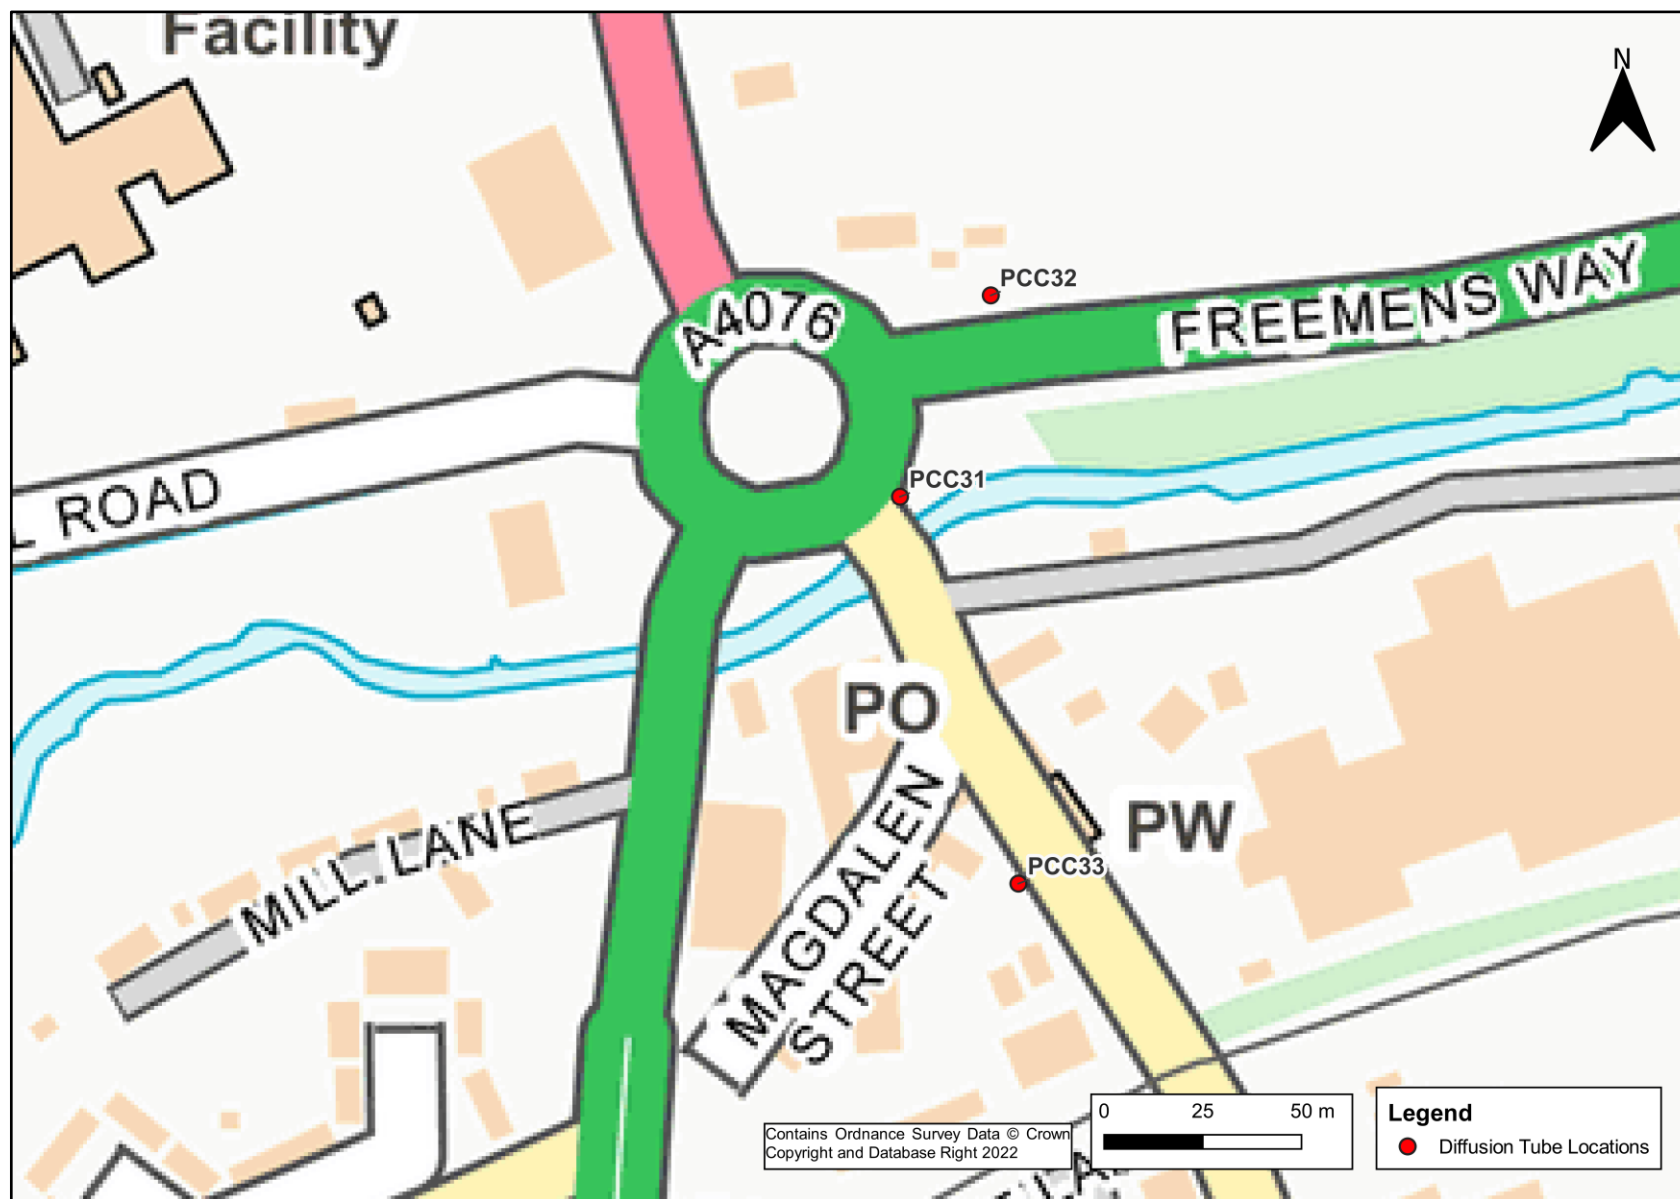 Facility
N
PCC32
A4076
FREEMENS WAY
PCC31
L ROAD
PO
MILL LANE
MAGDALEN
STREET
PW
PCC33
0 25 50 m
Legend
Diffusion Tube Locations
Contains Ordnance Survey Data © Crown
Copyright and Database Right 2022